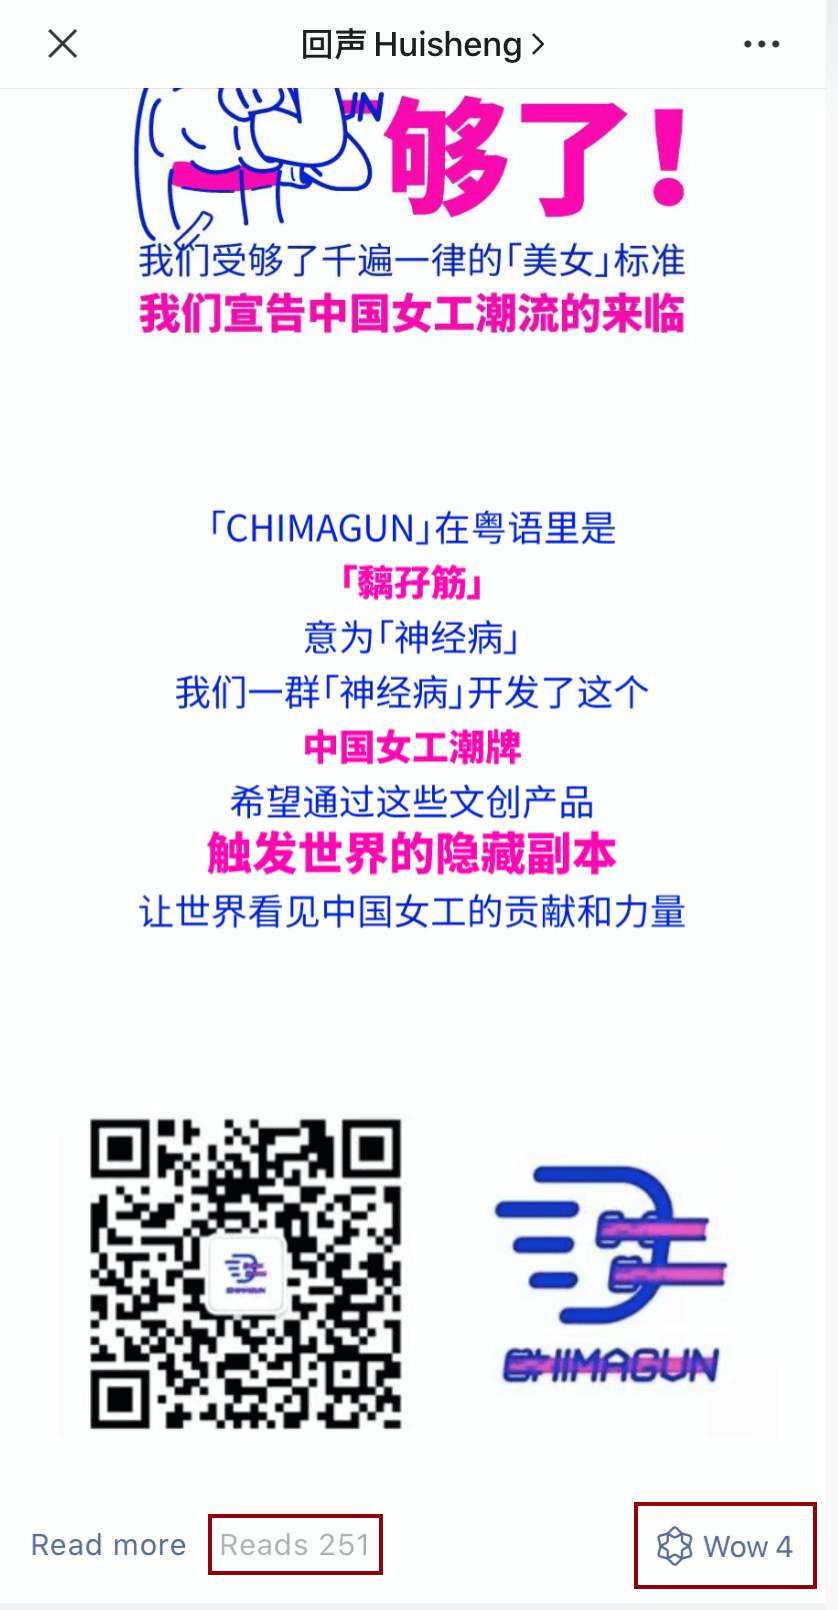 回声 Huisheng
够了！
我们受够了千遍一律的「美女」标准
我们宣告中国女工潮流的来临
「CHIMAGUN」在粤语里是
「黐孖筋」
意为「神经病」
我们一群「神经病」开发了这个
中国女工潮牌
希望通过这些文创产品
触发世界的隐藏副本
让世界看见中国女工的贡献和力量
CHIMAGUN
CHIMAGUN
Read more
Reads 251
Wow 4